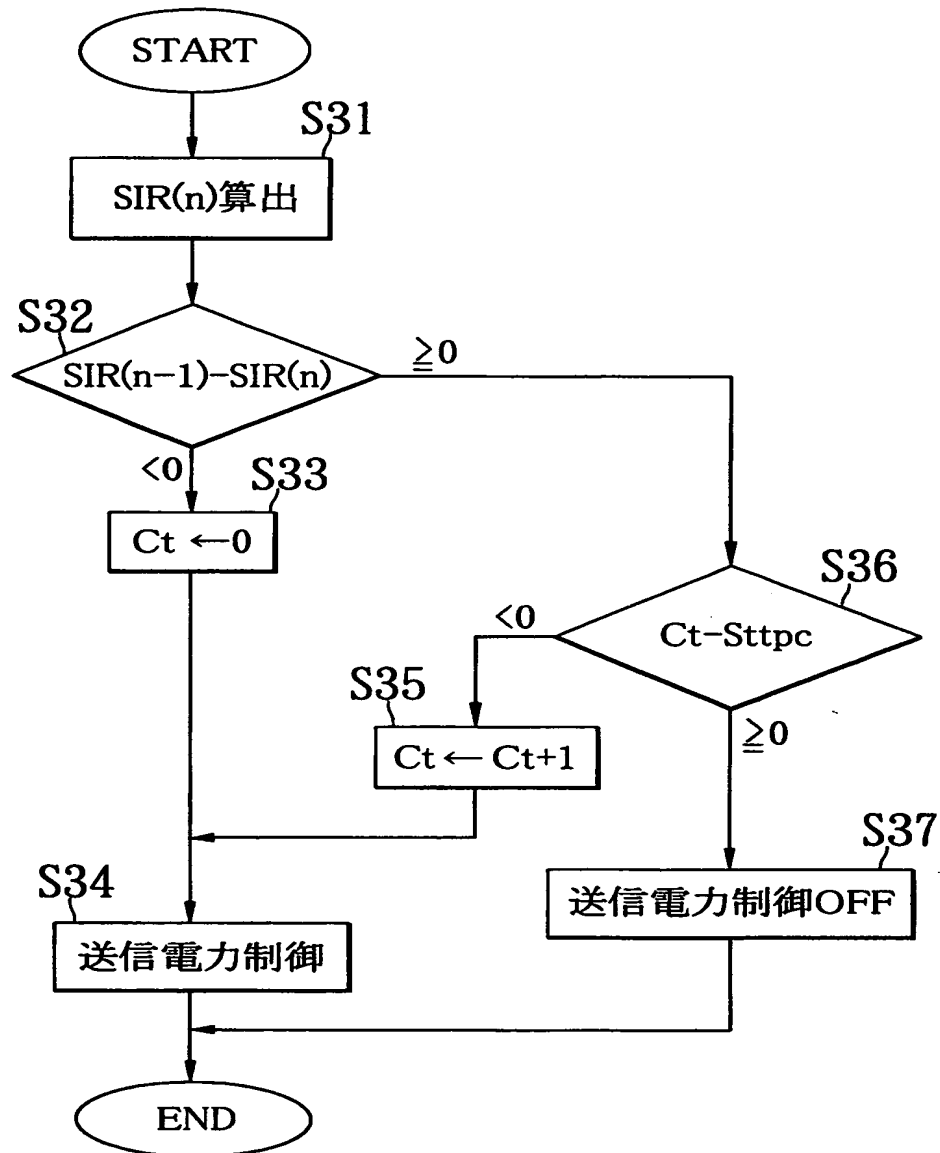 START
S31
SIR(n)算出
S32
SIR(n-1)-SIR(n)
≧0
<0
S33
Ct ←0
S36
Ct-Sttpc
<0
S35
Ct ← Ct+1
≧0
S37
送信電力制御OFF
S34
送信電力制御
END